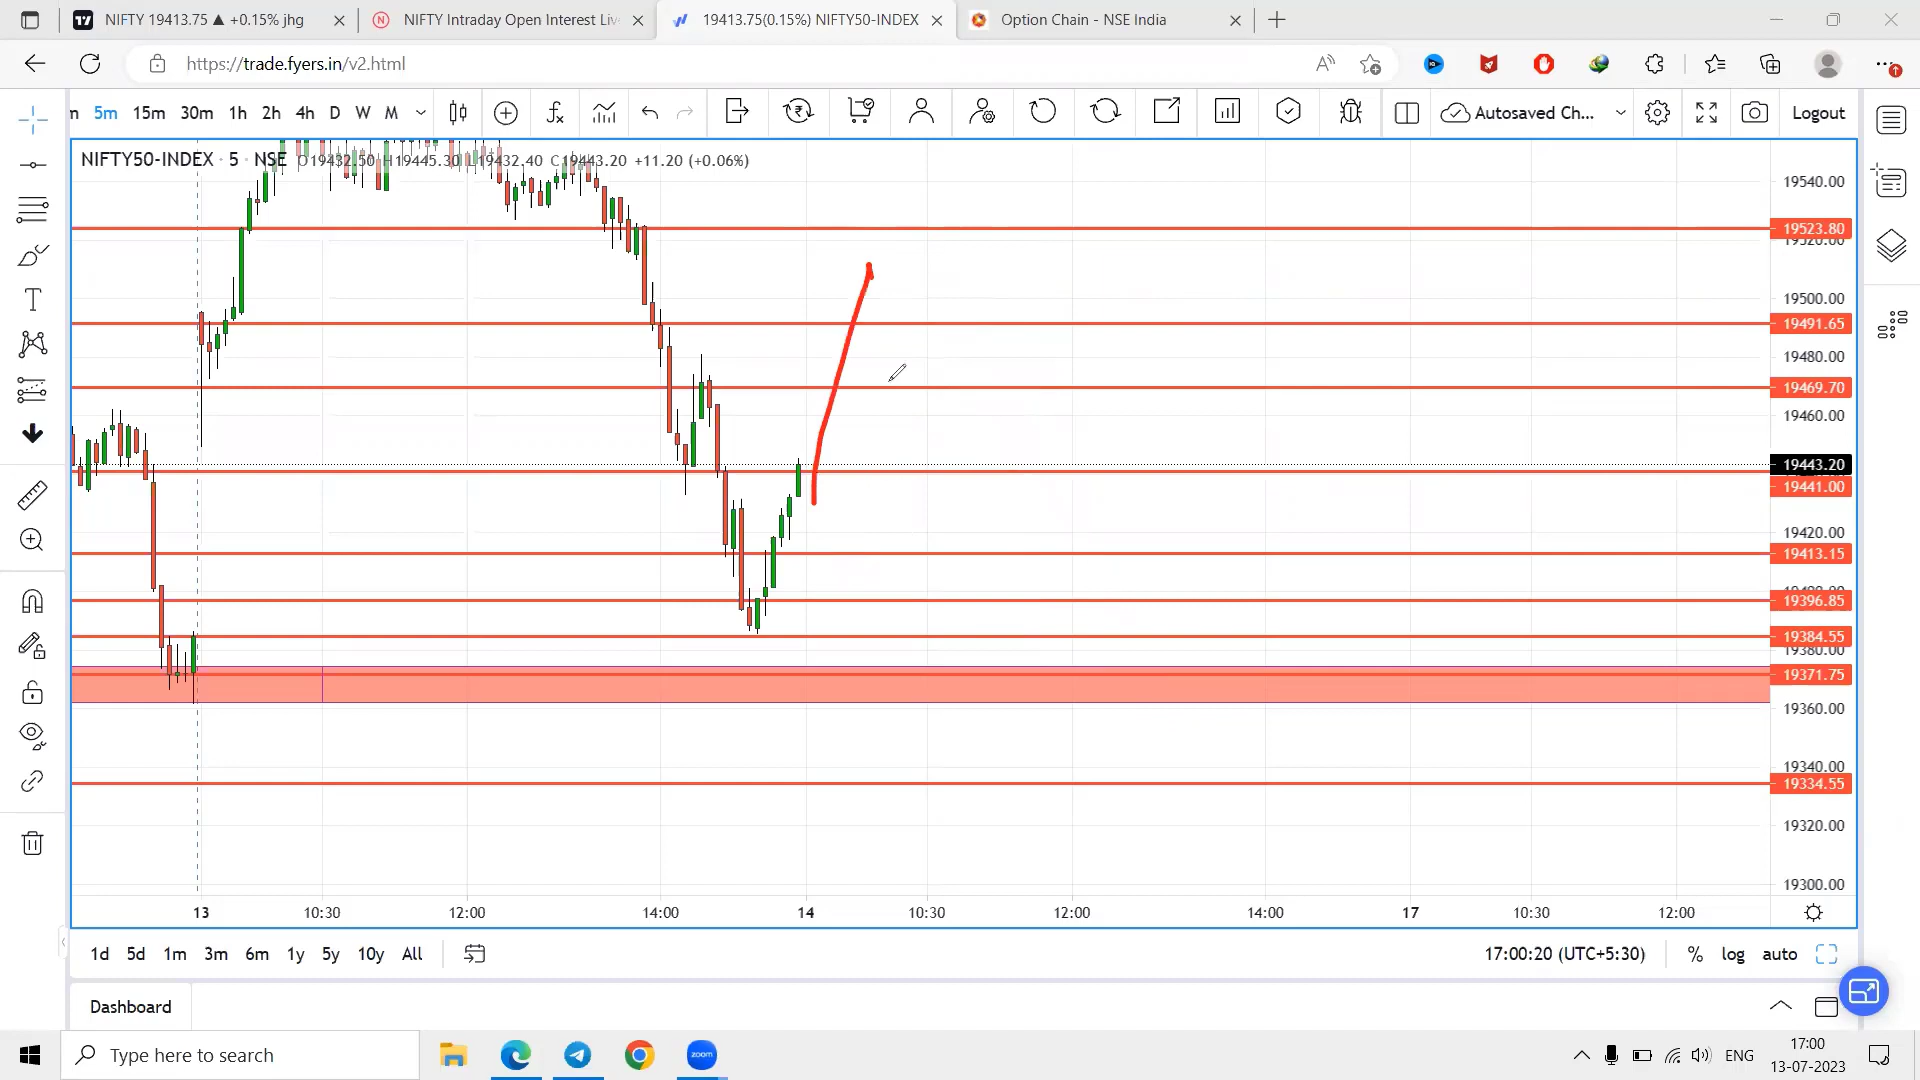 NIFTY 19413.75 ▲ +0.15% jhg
NIFTY Intraday Open Interest Liv
19413.75(0.15%) NIFTY50-INDEX
Option Chain - NSE India
https://trade.fyers.in/v2.html
5m 15m 30m 1h 2h 4h D W M
Autosaved Ch...
Logout
NIFTY50-INDEX · 5 · NSE O19432.50 H19445.30 L19432.40 C19443.20 +11.20 (+0.06%)
19540.00
19523.80
19520.00
19500.00
19491.65
19480.00
19469.70
19460.00
19443.20
19441.00
19420.00
19413.15
19396.85
19384.55
19380.00
19371.75
19360.00
19340.00
19334.55
19320.00
19300.00
13 10:30 12:00 14:00 14 10:30 12:00 14:00 17 10:30 12:00
1d 5d 1m 3m 6m 1y 5y 10y All
17:00:20 (UTC+5:30) % log auto
Dashboard
Type here to search
zoom
ENG
17:00
13-07-2023